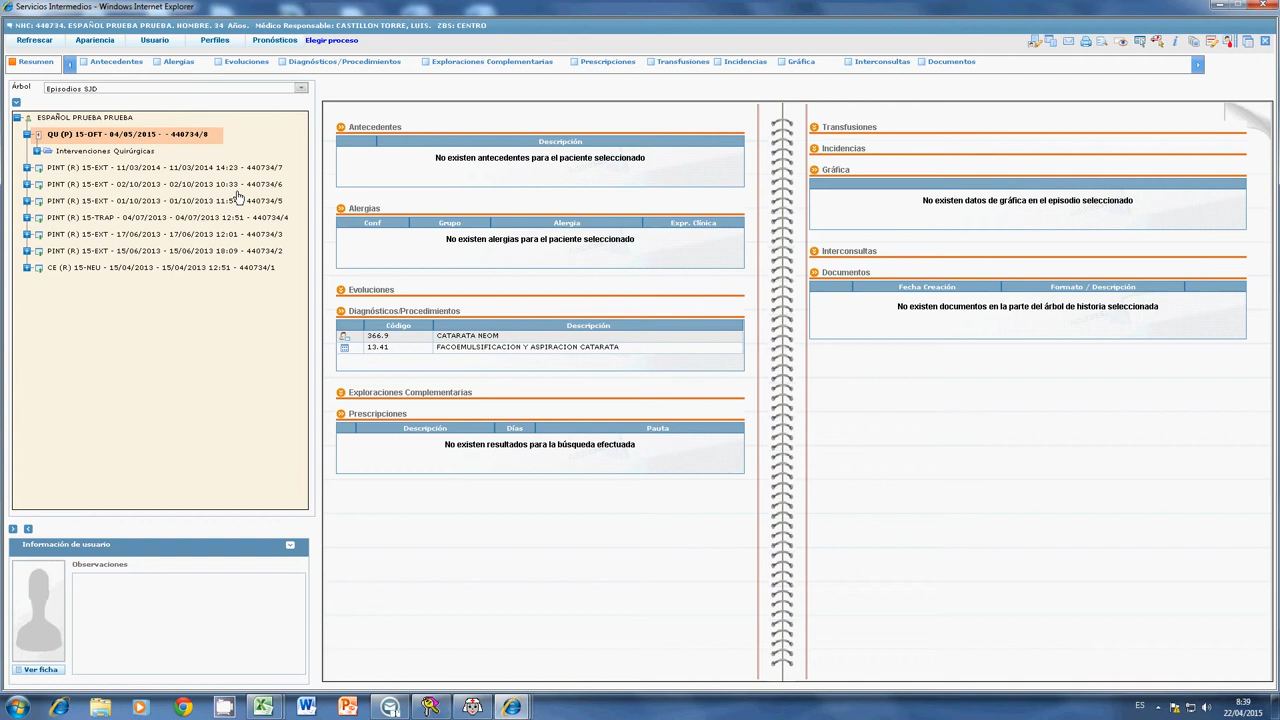 Servicios Intermedios - Windows Internet Explorer
NHC: 440734. ESPAÑOL PRUEBA PRUEBA. HOMBRE. 34 Años. Médico Responsable: CASTILLON TORRE, LUIS. ZBS: CENTRO
Refrescar Apariencia Usuario Perfiles Pronósticos Elegir proceso
Resumen Antecedentes Alergias Evoluciones Diagnósticos/Procedimientos Exploraciones Complementarias Prescripciones Transfusiones Incidencias Gráfica Interconsultas Documentos
Árbol Episodios SJD
ESPAÑOL PRUEBA PRUEBA
QU (P) 15-OFT - 04/05/2015 - - 440734/8
Intervenciones Quirúrgicas
PINT (R) 15-EXT - 11/03/2014 - 11/03/2014 14:23 - 440734/7
PINT (R) 15-EXT - 02/10/2013 - 02/10/2013 10:33 - 440734/6
PINT (R) 15-EXT - 01/10/2013 - 01/10/2013 440734/5
PINT (R) 15-TRAP - 04/07/2013 - 04/07/2013 12:51 - 440734/4
PINT (R) 15-EXT - 17/06/2013 - 17/06/2013 12:01 - 440734/3
PINT (R) 15-EXT - 15/06/2013 - 15/06/2013 18:09 - 440734/2
CE (R) 15-NEU - 15/04/2013 - 15/04/2013 12:51 - 440734/1
Información de usuario
Observaciones
Ver ficha
Antecedentes
Descripción
No existen antecedentes para el paciente seleccionado
Alergias
Conf Grupo Alergia Expr. Clínica
No existen alergias para el paciente seleccionado
Evoluciones
Diagnósticos/Procedimientos
Código Descripción
366.9 CATARATA NEOM
13.41 FACOEMULSIFICACION Y ASPIRACION CATARATA
Exploraciones Complementarias
Prescripciones
Descripción Días Pauta
No existen resultados para la búsqueda efectuada
Transfusiones
Incidencias
Gráfica
No existen datos de gráfica en el episodio seleccionado
Interconsultas
Documentos
Fecha Creación Formato / Descripción
No existen documentos en la parte del árbol de historia seleccionada
ES 8:39
22/04/2015